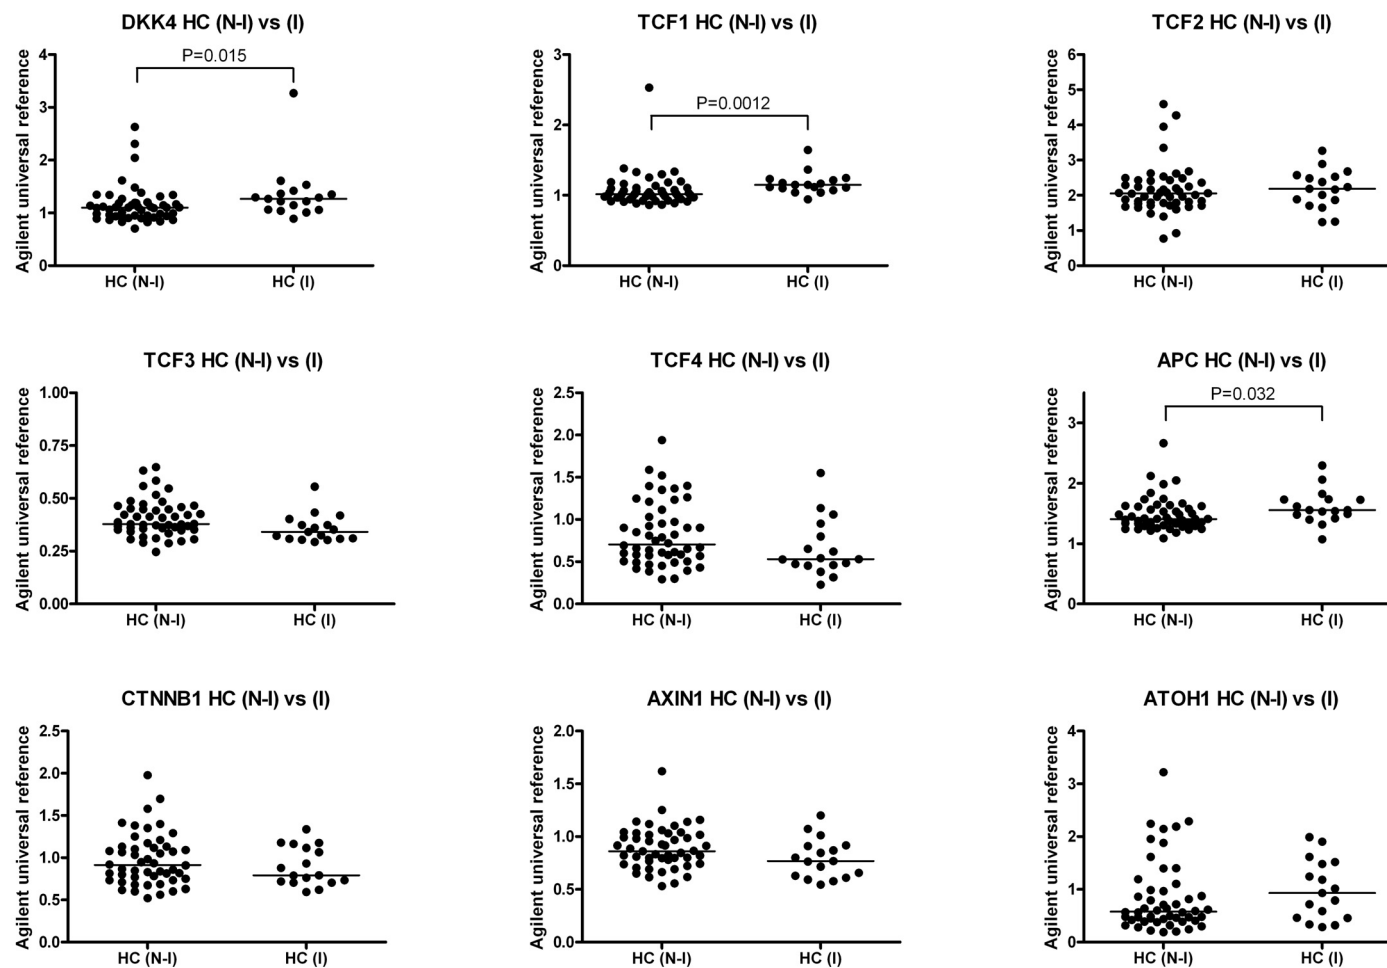 DKK4 HC (N-I) vs (I)
Agilent universal reference
4
3
2
1
0
P=0.015
HC (N-I)
HC (I)
TCF1 HC (N-I) vs (I)
Agilent universal reference
3
2
1
0
P=0.0012
HC (N-I)
HC (I)
TCF2 HC (N-I) vs (I)
Agilent universal reference
6
5
4
3
2
1
0
HC (N-I)
HC (I)
TCF3 HC (N-I) vs (I)
Agilent universal reference
1.00
0.75
0.50
0.25
0.00
HC (N-I)
HC (I)
TCF4 HC (N-I) vs (I)
Agilent universal reference
2.5
2.0
1.5
1.0
0.5
0.0
HC (N-I)
HC (I)
APC HC (N-I) vs (I)
Agilent universal reference
3
2
1
0
P=0.032
HC (N-I)
HC (I)
CTNNB1 HC (N-I) vs (I)
Agilent universal reference
2.5
2.0
1.5
1.0
0.5
0.0
HC (N-I)
HC (I)
AXIN1 HC (N-I) vs (I)
Agilent universal reference
2.0
1.5
1.0
0.5
0.0
HC (N-I)
HC (I)
ATOH1 HC (N-I) vs (I)
Agilent universal reference
4
3
2
1
0
HC (N-I)
HC (I)